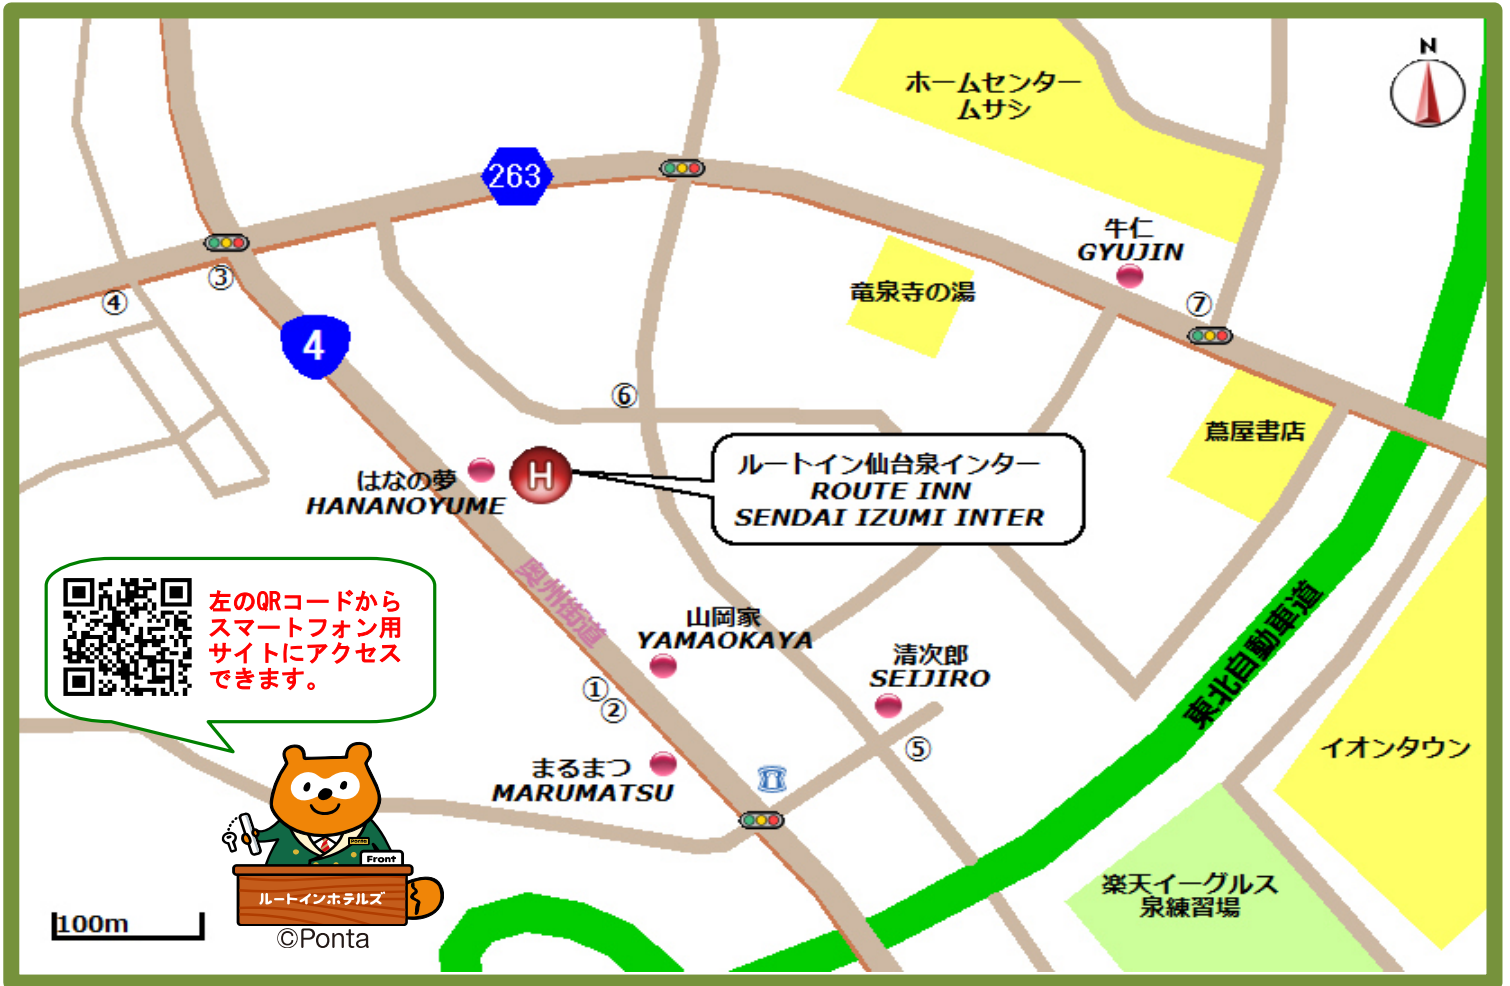 N
ホームセンター
ムサシ
263
牛仁
GYUJIN
③
④
竜泉寺の湯
⑦
4
⑥
蔦屋書店
はなの夢
HANANOYUME
H
ルートイン仙台泉インター
ROUTE INN
SENDAI IZUMI INTER
奥州街道
左のQRコードから
スマートフォン用
サイトにアクセス
できます。
山岡家
YAMAOKAYA
清次郎
SEIJIRO
東北自動車道
①
②
⑤
イオンタウン
まるまつ
MARUMATSU
Ponta
Front
ルートインホテルズ
楽天イーグルス
泉練習場
100m
©Ponta